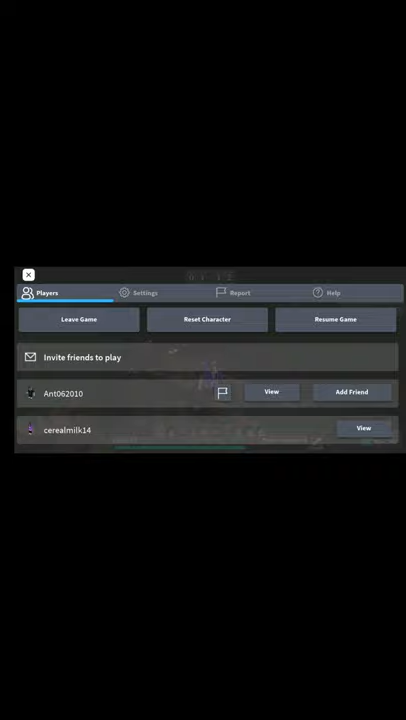 Players Settings Report Help
Leave Game Reset Character Resume Game
Invite friends to play
Ant062010 View Add Friend
cerealmilk14 View